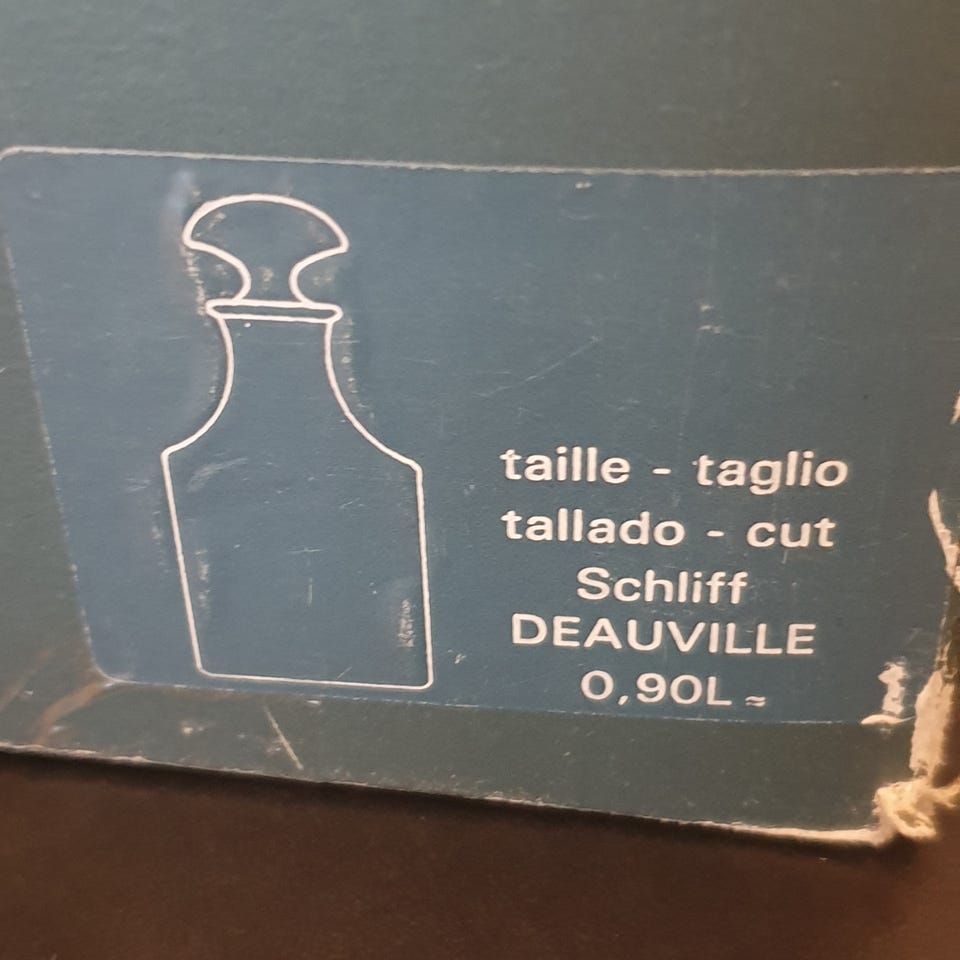 taille - taglio
tallado - cut
Schliff
DEAUVILLE
0,90L ≈